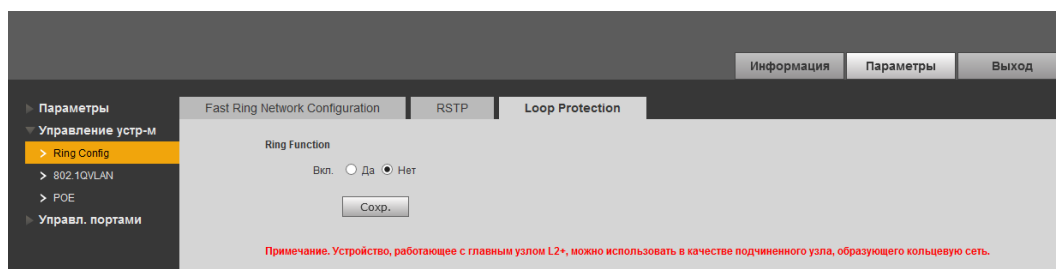 Информация Параметры Выход
Параметры
Управление устр-м
Ring Config
802.1QVLAN
POE
Управл. портами
Fast Ring Network Configuration RSTP Loop Protection
Ring Function
Вкл. Да Нет
Сохр.
Примечание. Устройство, работающее с главным узлом L2+, можно использовать в качестве подчиненного узла, образующего кольцевую сеть.